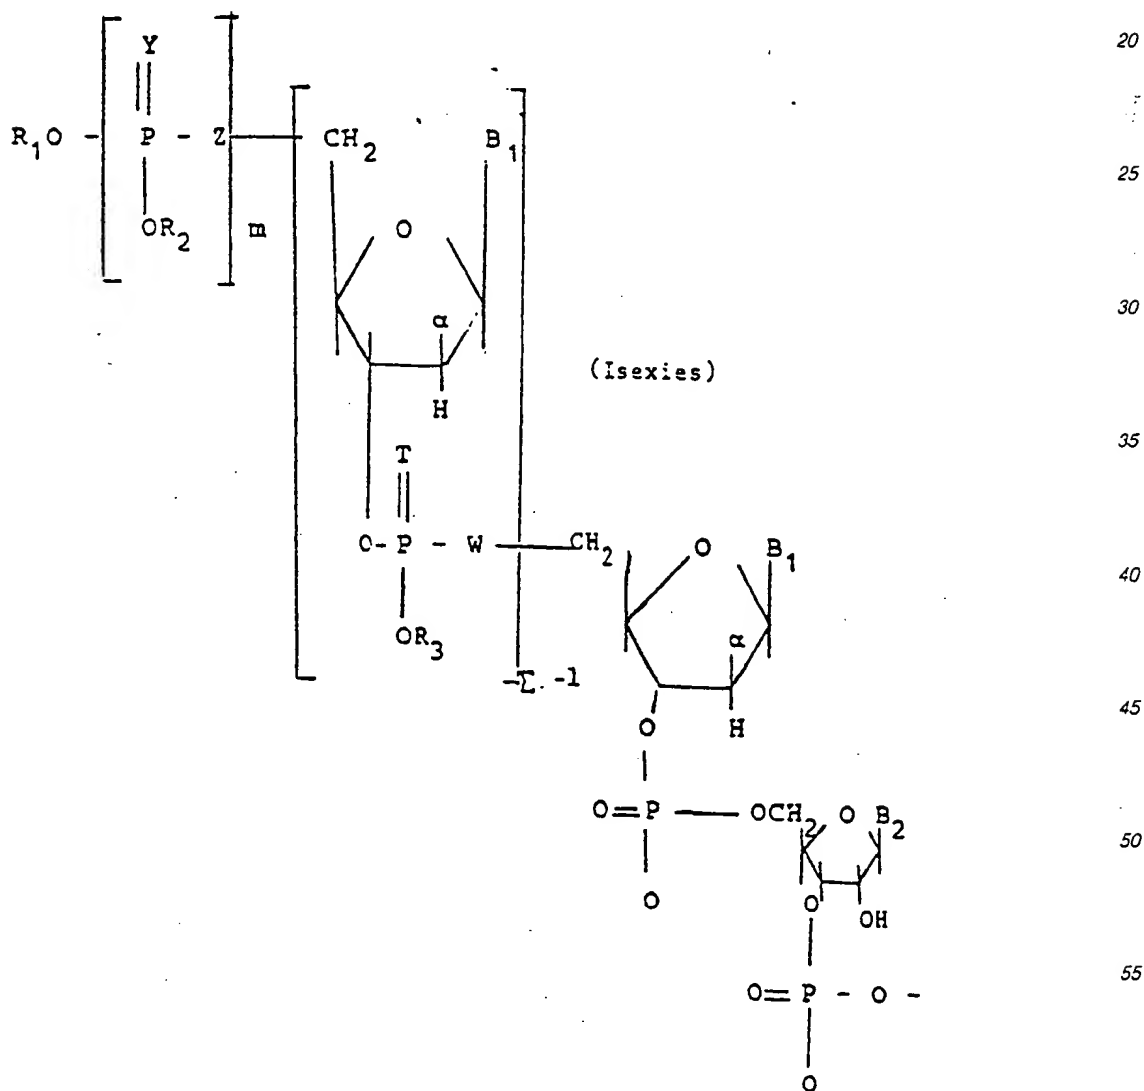 20
Y
||
R1O - P - Z CH2 B1
25
OR2 m O
30
α
(Isexies)
H
35
T
||
O- P - W CH2 O B1
40
OR3 α
-Σ. -1
45
O H
O=P OCH2 O B2
50
O O OH
55
O=P - O -
O